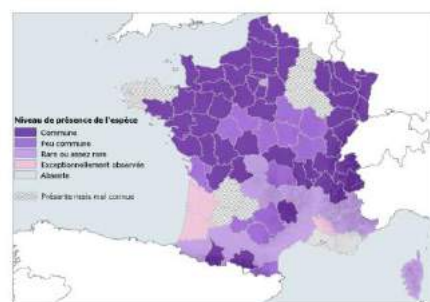 Niveau de présence de l'espèce
Commune
Peu commune
Rare ou assez rare
Exceptionnellement observée
Absente
Présente mais mal connue